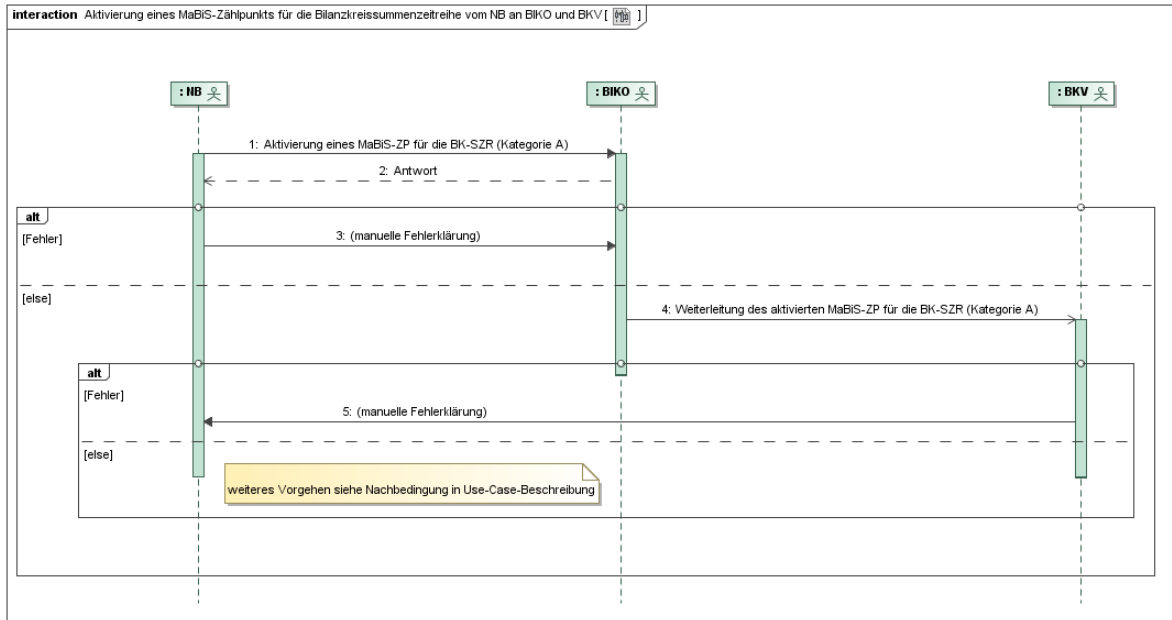 interaction Aktivierung eines MaBiS-Zählpunkts für die Bilanzkreissummenzeitreihe vom NB an BIKO und BKV [ ]
: NB
: BIKO
: BKV
1: Aktivierung eines MaBiS-ZP für die BK-SZR (Kategorie A)
2: Antwort
alt
[Fehler]
3: (manuelle Fehlerklärung)
[else]
4: Weiterleitung des aktivierten MaBiS-ZP für die BK-SZR (Kategorie A)
alt
[Fehler]
5: (manuelle Fehlerklärung)
[else]
weiteres Vorgehen siehe Nachbedingung in Use-Case-Beschreibung